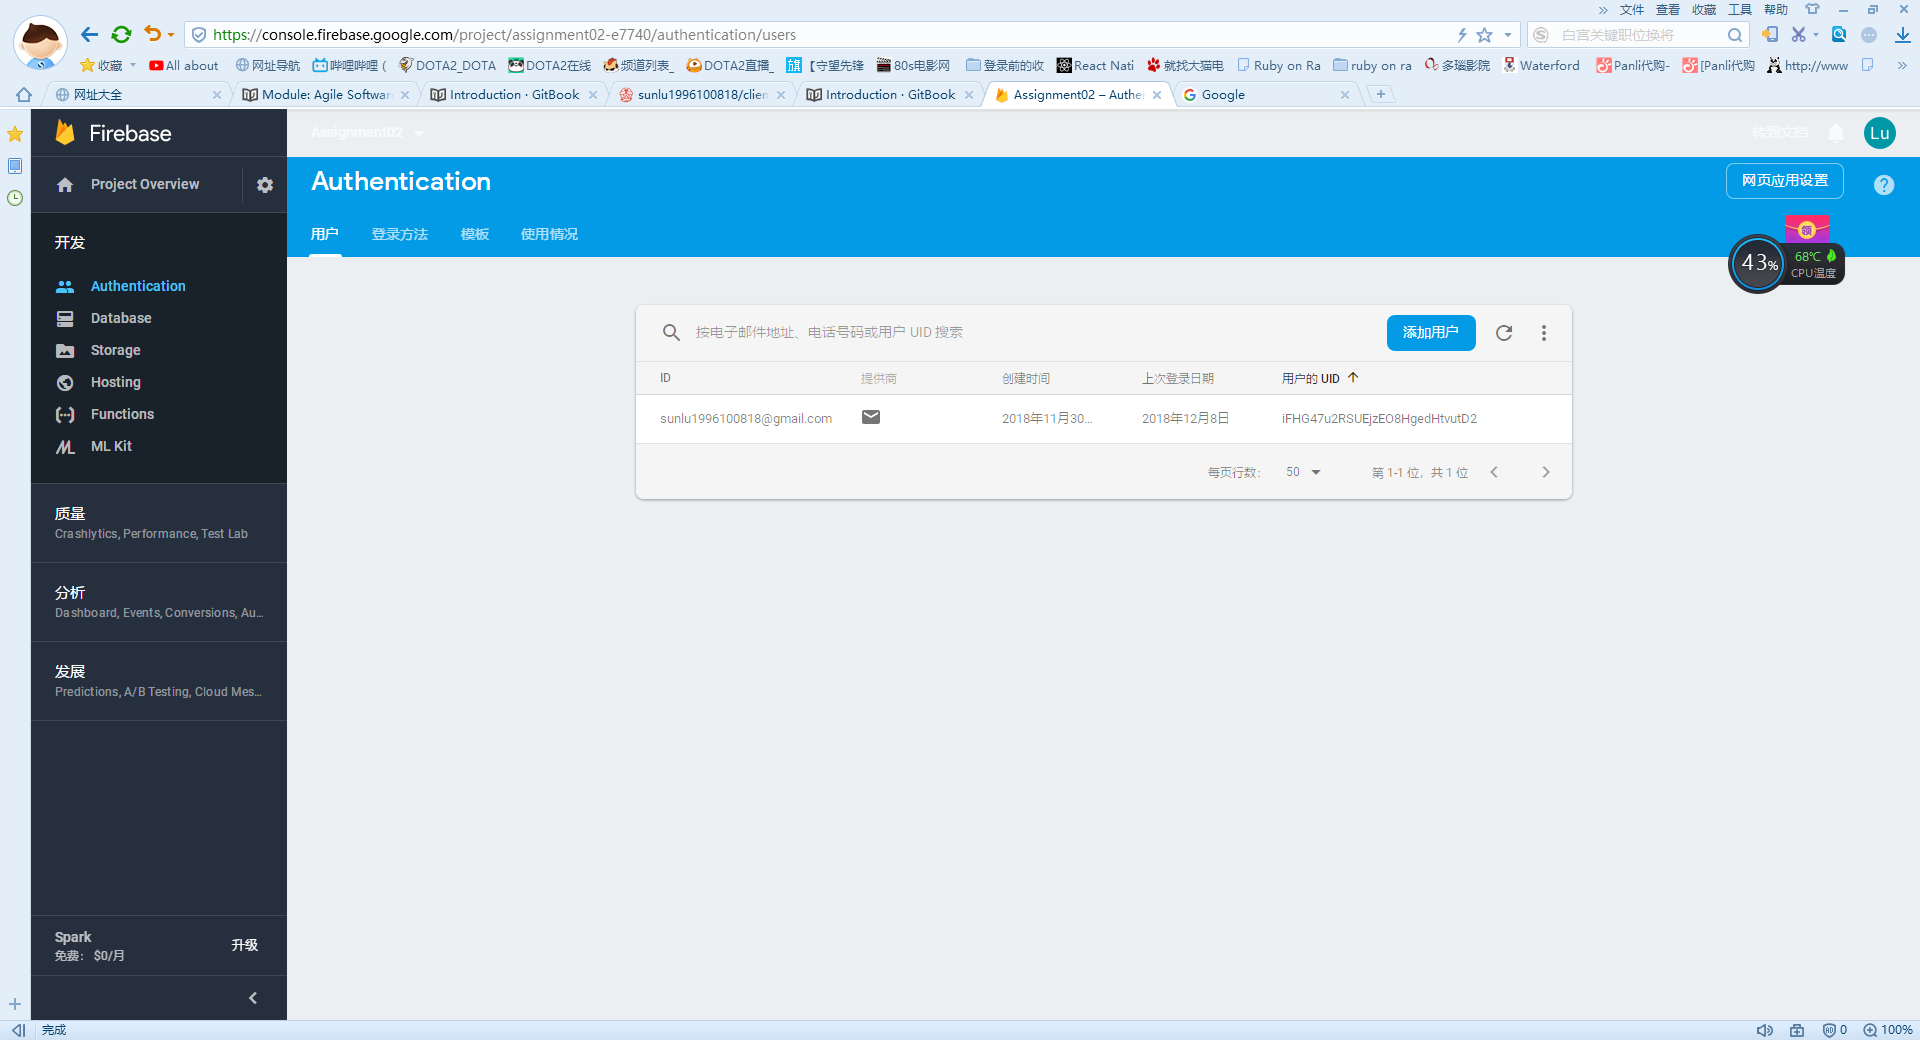 文件 查看 收藏 工具 帮助
https://console.firebase.google.com/project/assignment02-e7740/authentication/users
白宫关键职位换将
收藏 All about 网址导航 哔哩哔哩 ( DOTA2_DOTA DOTA2在线 频道列表_ DOTA2直播_ 【守望先锋 80s电影网 登录前的收 React Nati 就找大猫电 Ruby on Ra ruby on ra 多瑙影院 Waterford Panli代购- [Panli代购 http://www
网址大全 Module: Agile Softwar Introduction · GitBook sunlu1996100818/clien Introduction · GitBook Assignment02 – Authe Google
Firebase
Assignment02
转到文档
Lu
Project Overview
Authentication
网页应用设置
用户 登录方法 模板 使用情况
领
43%
68℃
CPU温度
开发
Authentication
Database
Storage
Hosting
Functions
ML Kit
质量
Crashlytics, Performance, Test Lab
分析
Dashboard, Events, Conversions, Au...
发展
Predictions, A/B Testing, Cloud Mes...
Spark
免费： $0/月
升级
按电子邮件地址、电话号码或用户 UID 搜索
添加用户
ID 提供商 创建时间 上次登录日期 用户的 UID
sunlu1996100818@gmail.com 2018年11月30... 2018年12月8日 iFHG47u2RSUEjzEO8HgedHtvutD2
每页行数： 50 第 1-1 位，共 1 位
完成
0
100%